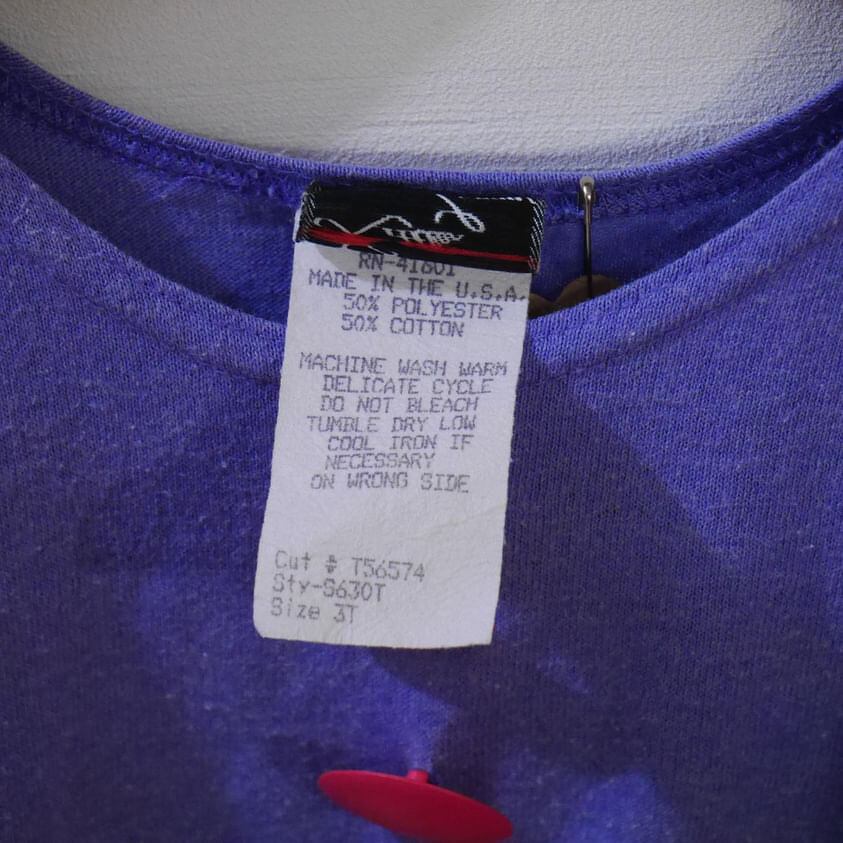 RN-41801
MADE IN THE U.S.A.
50% POLYESTER
50% COTTON
MACHINE WASH WARM
DELICATE CYCLE
DO NOT BLEACH
TUMBLE DRY LOW
COOL IRON IF
NECESSARY
ON WRONG SIDE
Cut # T56574
Sty-S630T
Size 3T